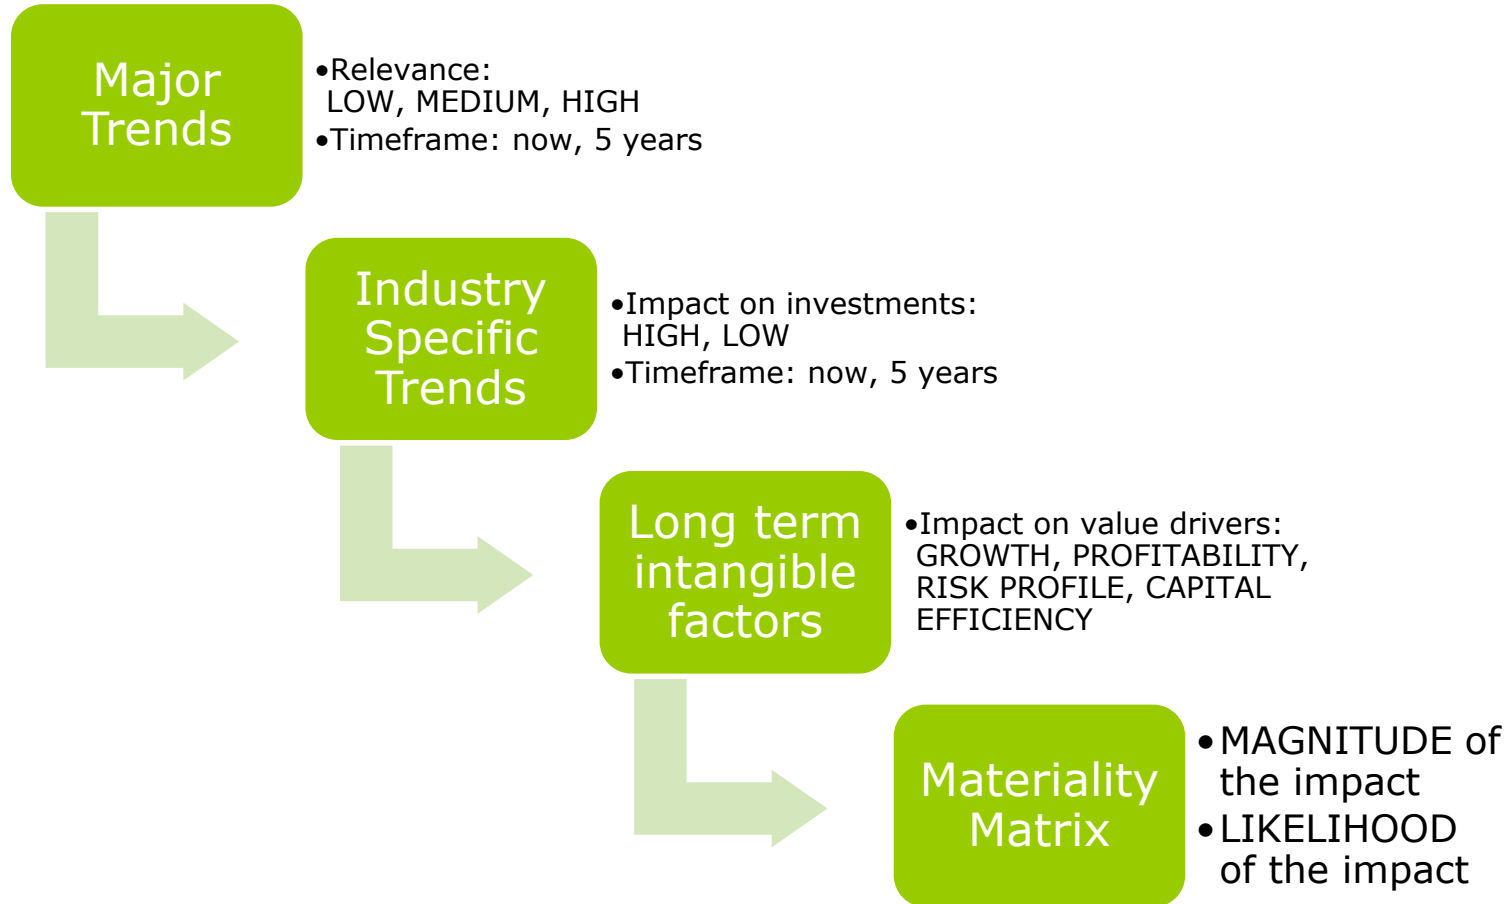 Major
Trends
•Relevance:
LOW, MEDIUM, HIGH
•Timeframe: now, 5 years
Industry
Specific
Trends
•Impact on investments:
HIGH, LOW
•Timeframe: now, 5 years
Long term
intangible
factors
•Impact on value drivers:
GROWTH, PROFITABILITY,
RISK PROFILE, CAPITAL
EFFICIENCY
Materiality
Matrix
•MAGNITUDE of
the impact
•LIKELIHOOD
of the impact